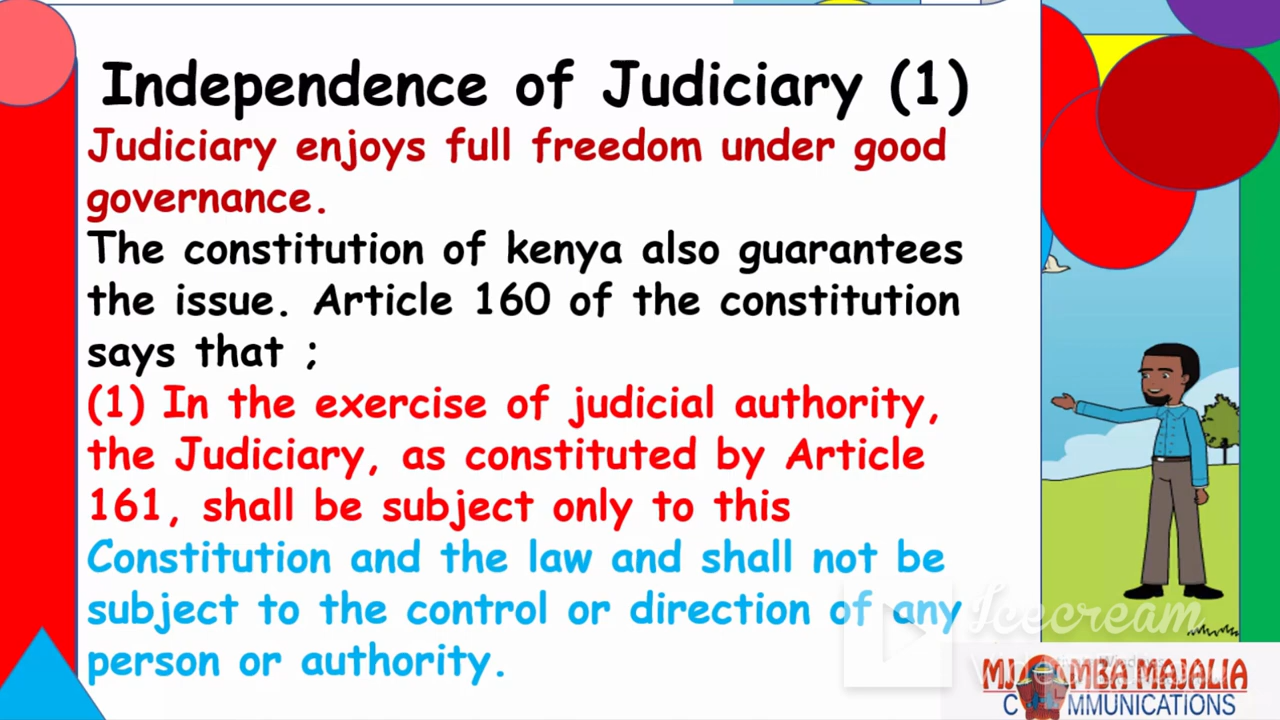 Independence of Judiciary (1)
Judiciary enjoys full freedom under good
governance.
The constitution of kenya also guarantees
the issue. Article 160 of the constitution
says that ;
(1) In the exercise of judicial authority,
the Judiciary, as constituted by Article
161, shall be subject only to this
Constitution and the law and shall not be
subject to the control or direction of any
person or authority.
Icecream
MAJALIA